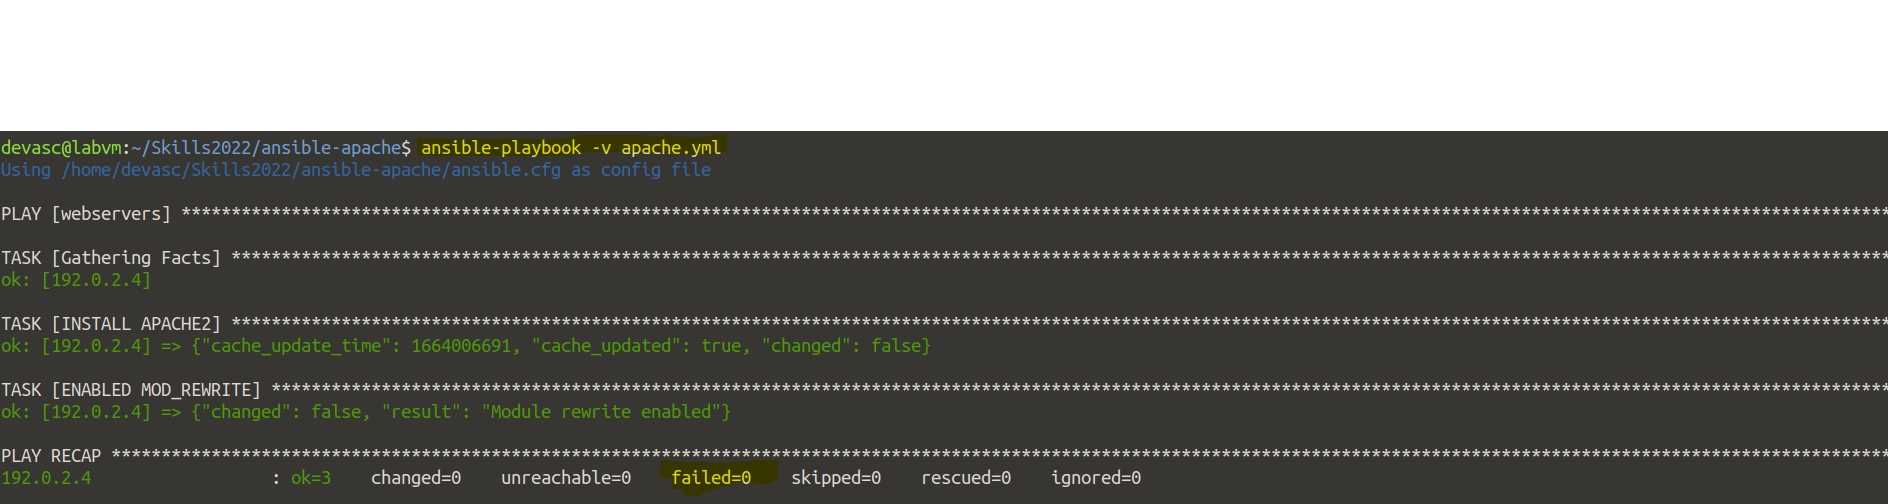 devasc@labvm:~/Skills2022/ansible-apache$ ansible-playbook -v apache.yml
Using /home/devasc/Skills2022/ansible-apache/ansible.cfg as config file
PLAY [webservers] ****************************************************************************************************************************************************************************
TASK [Gathering Facts] ***********************************************************************************************************************************************************************
ok: [192.0.2.4]
TASK [INSTALL APACHE2] ***********************************************************************************************************************************************************************
ok: [192.0.2.4] => {"cache_update_time": 1664006691, "cache_updated": true, "changed": false}
TASK [ENABLED MOD_REWRITE] *******************************************************************************************************************************************************************
ok: [192.0.2.4] => {"changed": false, "result": "Module rewrite enabled"}
PLAY RECAP ***********************************************************************************************************************************************************************************
192.0.2.4                  : ok=3    changed=0    unreachable=0    failed=0    skipped=0    rescued=0    ignored=0